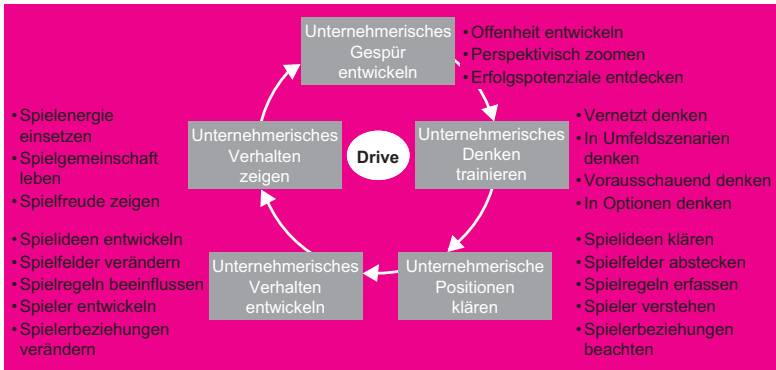 Unternehmerisches
Gespür
entwickeln
• Offenheit entwickeln
• Perspektivisch zoomen
• Erfolgspotenziale entdecken
Unternehmerisches
Denken
trainieren
• Vernetzt denken
• In Umfeldszenarien
denken
• Vorausschauend denken
• In Optionen denken
Unternehmerische
Positionen
klären
• Spielideen klären
• Spielfelder abstecken
• Spielregeln erfassen
• Spieler verstehen
• Spielerbeziehungen
beachten
Unternehmerisches
Verhalten
entwickeln
• Spielideen entwickeln
• Spielfelder verändern
• Spielregeln beeinflussen
• Spieler entwickeln
• Spielerbeziehungen
verändern
Unternehmerisches
Verhalten
zeigen
• Spielenergie
einsetzen
• Spielgemeinschaft
leben
• Spielfreude zeigen
Drive